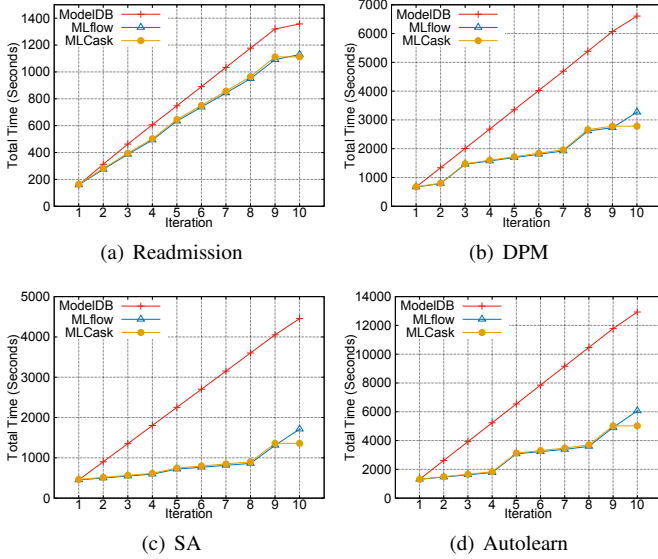 ModelDB
MLflow
MLCask
Total Time (Seconds)
1400
1200
1000
800
600
400
200
0
1 2 3 4 5 6 7 8 9 10
Iteration
(a) Readmission
ModelDB
MLflow
MLCask
Total Time (Seconds)
7000
6000
5000
4000
3000
2000
1000
0
1 2 3 4 5 6 7 8 9 10
Iteration
(b) DPM
ModelDB
MLflow
MLCask
Total Time (Seconds)
5000
4000
3000
2000
1000
0
1 2 3 4 5 6 7 8 9 10
Iteration
(c) SA
ModelDB
MLflow
MLCask
Total Time (Seconds)
14000
12000
10000
8000
6000
4000
2000
0
1 2 3 4 5 6 7 8 9 10
Iteration
(d) Autolearn